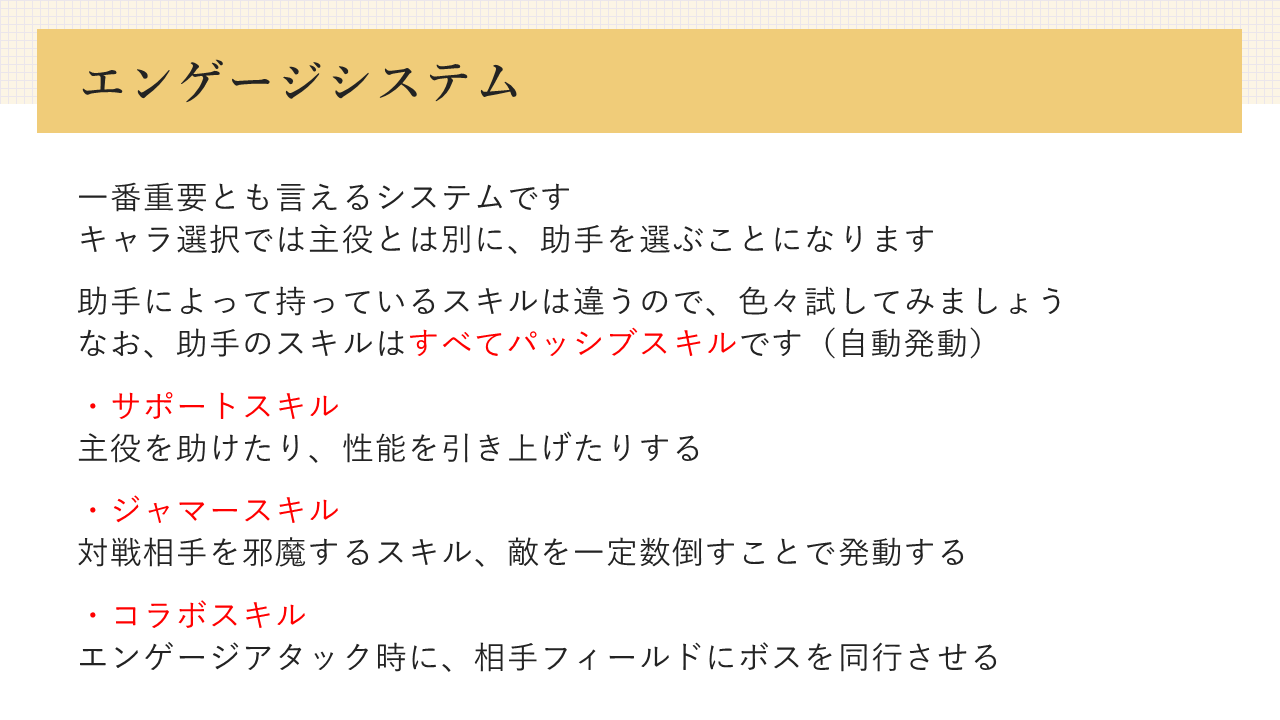 エンゲージシステム
一番重要とも言えるシステムです
キャラ選択では主役とは別に、助手を選ぶことになります
助手によって持っているスキルは違うので、色々試してみましょう
なお、助手のスキルはすべてパッシブスキルです（自動発動）
・サポートスキル
主役を助けたり、性能を引き上げたりする
・ジャマースキル
対戦相手を邪魔するスキル、敵を一定数倒すことで発動する
・コラボスキル
エンゲージアタック時に、相手フィールドにボスを同行させる